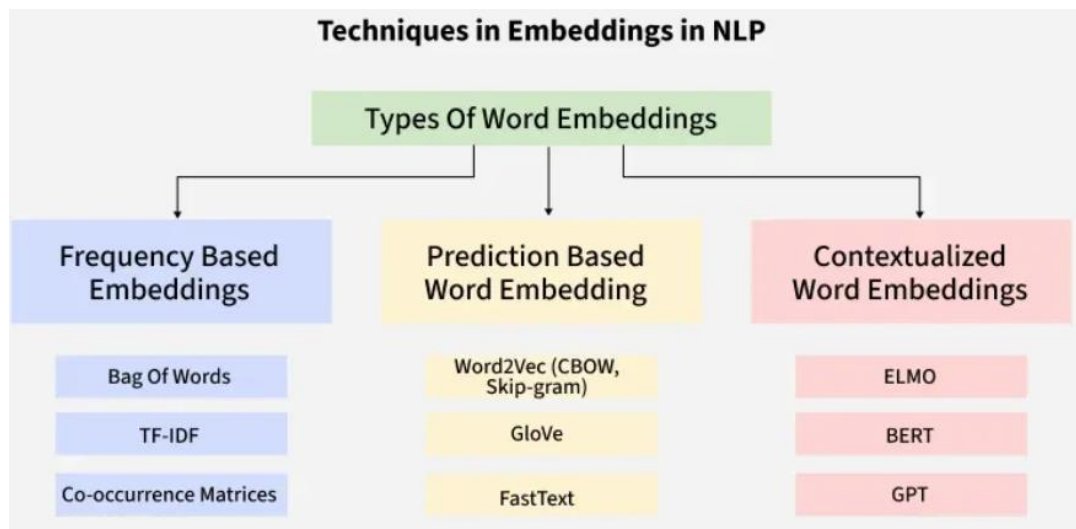 Techniques in Embeddings in NLP
Types Of Word Embeddings
Frequency Based
Embeddings
Prediction Based
Word Embedding
Contextualized
Word Embeddings
Bag Of Words
Word2Vec (CBOW,
Skip-gram)
ELMO
TF-IDF
GloVe
BERT
Co-occurrence Matrices
FastText
GPT